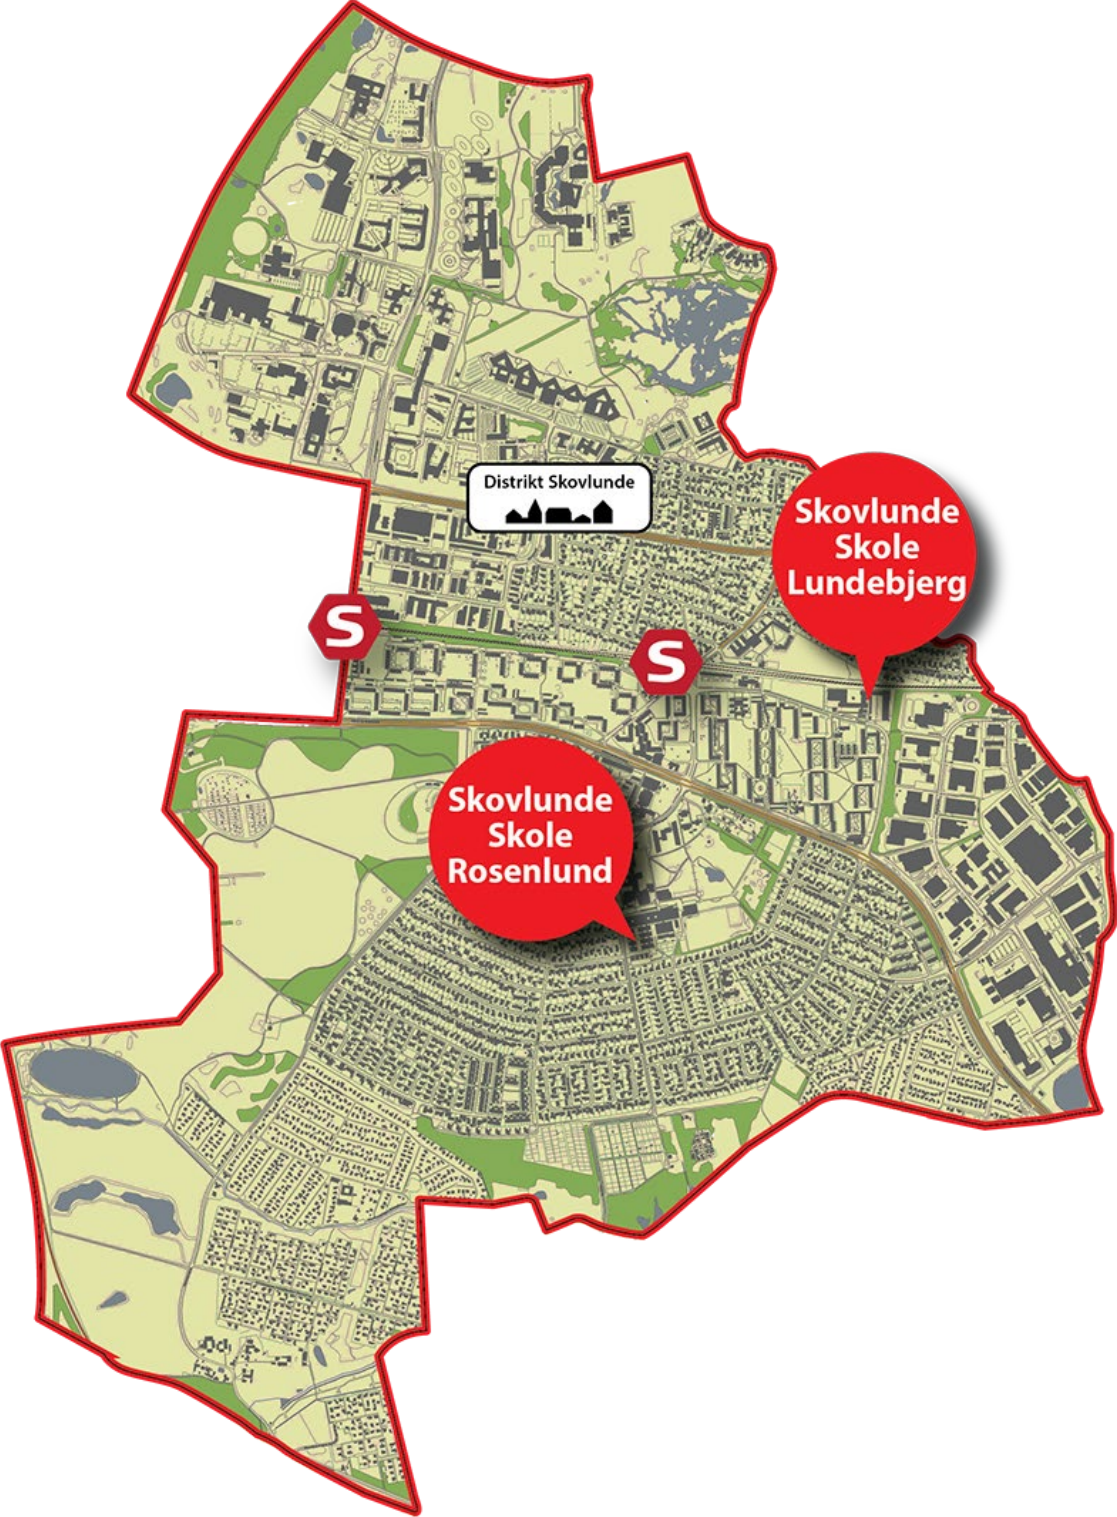 Distrikt Skovlunde
Skovlunde
Skole
Lundebjerg
S
S
Skovlunde
Skole
Rosenlund